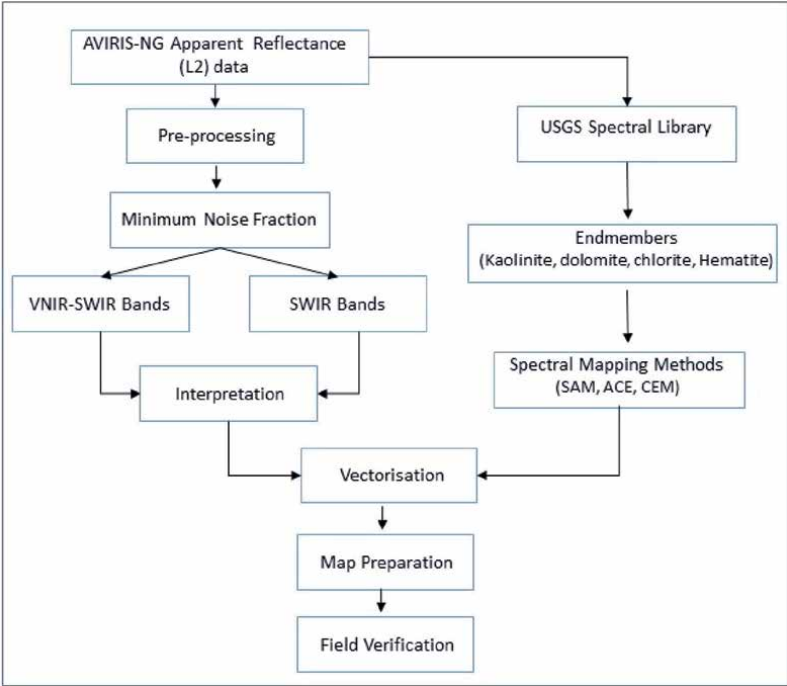 AVIRIS-NG Apparent Reflectance
(L2) data
Pre-processing
USGS Spectral Library
Minimum Noise Fraction
Endmembers
(Kaolinite, dolomite, chlorite, Hematite)
VNIR-SWIR Bands
SWIR Bands
Spectral Mapping Methods
(SAM, ACE, CEM)
Interpretation
Vectorisation
Map Preparation
Field Verification